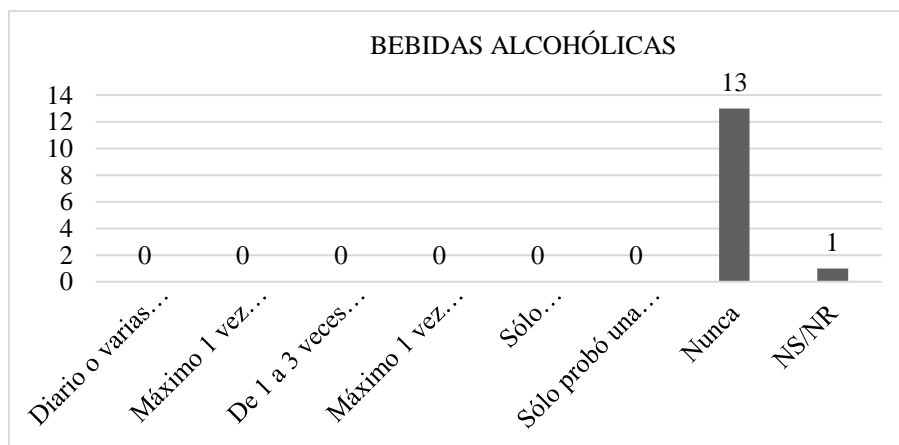 BEBIDAS ALCOHÓLICAS
14
12
10
8
6
4
2
0
0
0
0
0
0
0
13
1
Diario o varias…
Máximo 1 vez…
De 1 a 3 veces…
Máximo 1 vez…
Sólo…
Sólo probó una…
Nunca
NS/NR